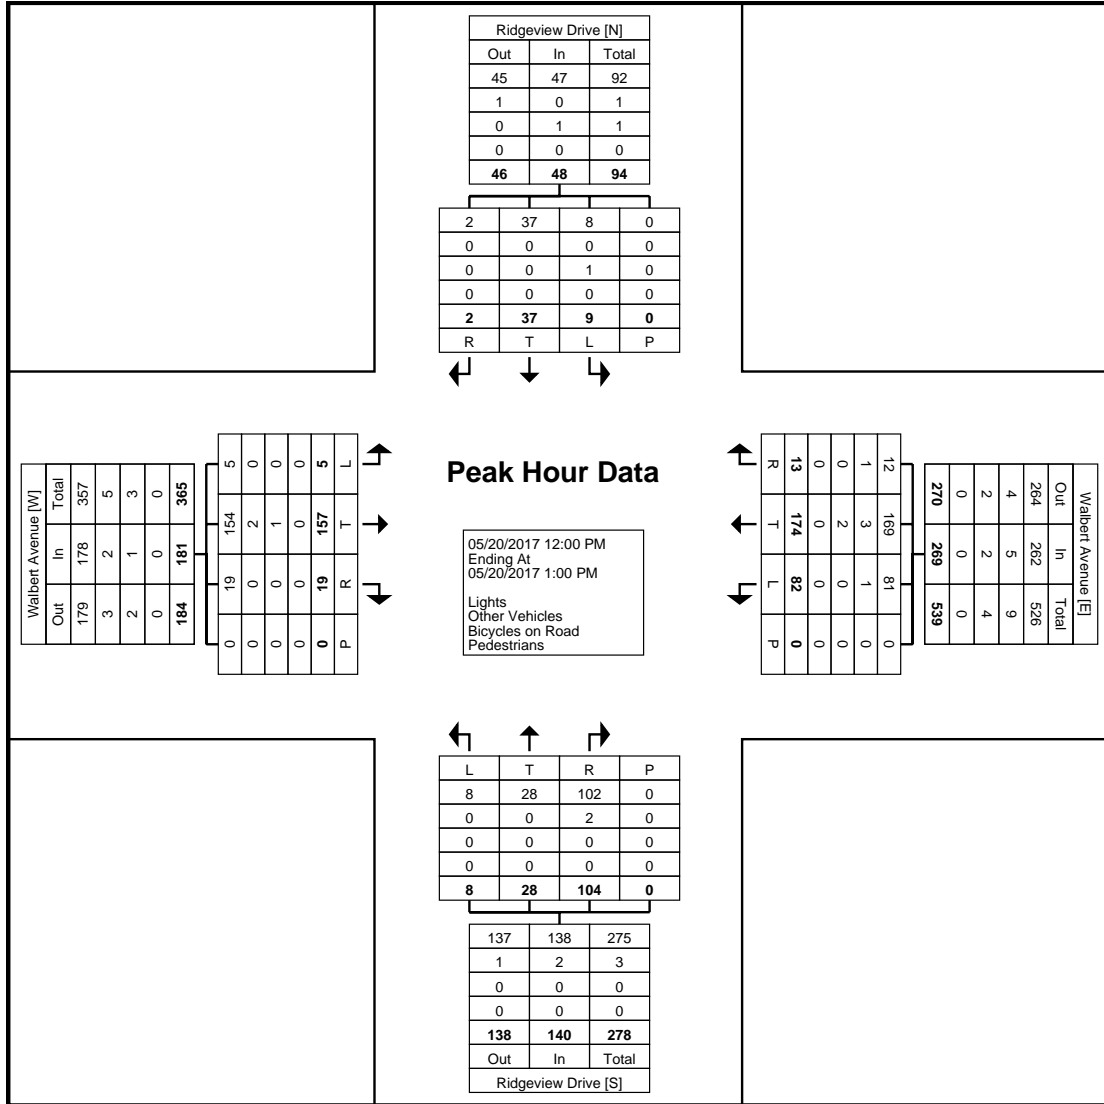 Ridgeview Drive [N]
Out In Total
45 47 92
1 0 1
0 1 1
0 0 0
46 48 94
2 37 8 0
0 0 0 0
0 0 1 0
0 0 0 0
2 37 9 0
R T L P
Walbert Avenue [W]
Total In Out
357 178 179
5 2 3
3 1 2
0 0 0
365 181 184
5 154 19 0
0 2 0 0
0 1 0 0
0 0 0 0
5 157 19 0
L T R P
Peak Hour Data
05/20/2017 12:00 PM
Ending At
05/20/2017 1:00 PM
Lights
Other Vehicles
Bicycles on Road
Pedestrians
Walbert Avenue [E]
Out In Total
264 262 526
4 5 9
2 2 4
0 0 0
270 269 539
12 169 81 0
1 3 1 0
0 2 0 0
0 0 0 0
13 174 82 0
R T L P
L T R P
8 28 102 0
0 0 2 0
0 0 0 0
0 0 0 0
8 28 104 0
137 138 275
1 2 3
0 0 0
0 0 0
138 140 278
Out In Total
Ridgeview Drive [S]